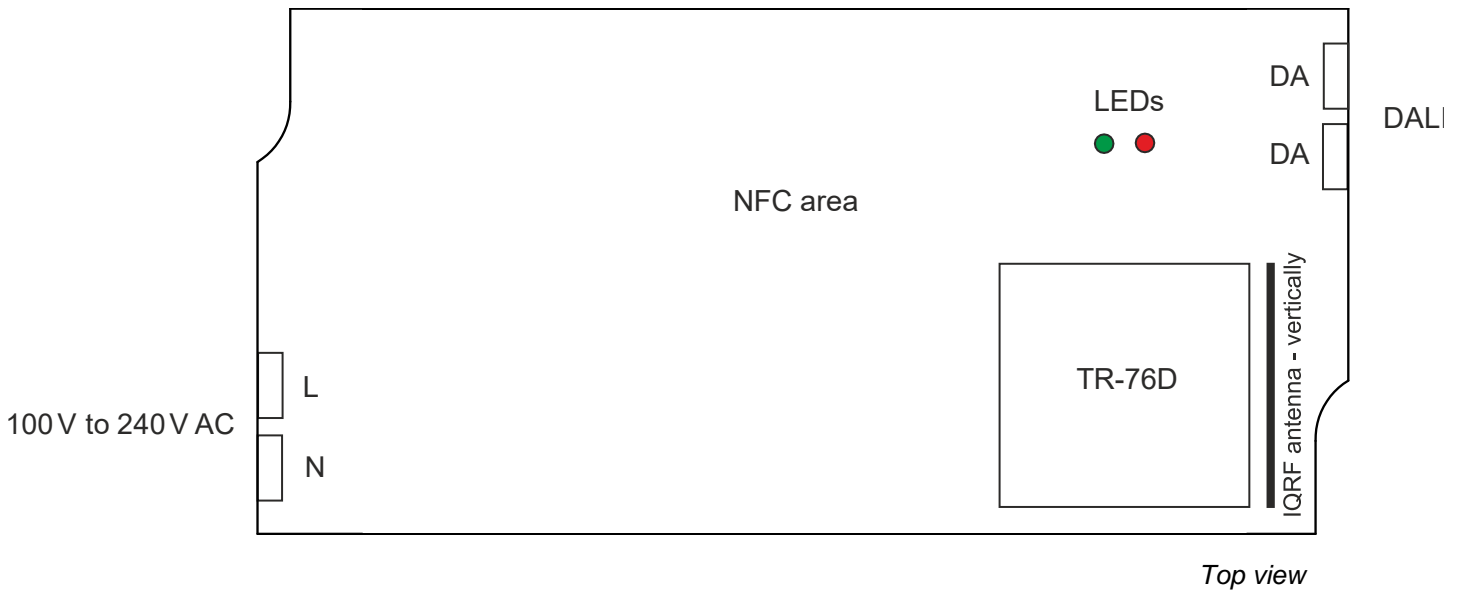 DA
LEDs
DALI
DA
NFC area
IQRF antenna - vertically
TR-76D
L
100 V to 240 V AC
N
Top view